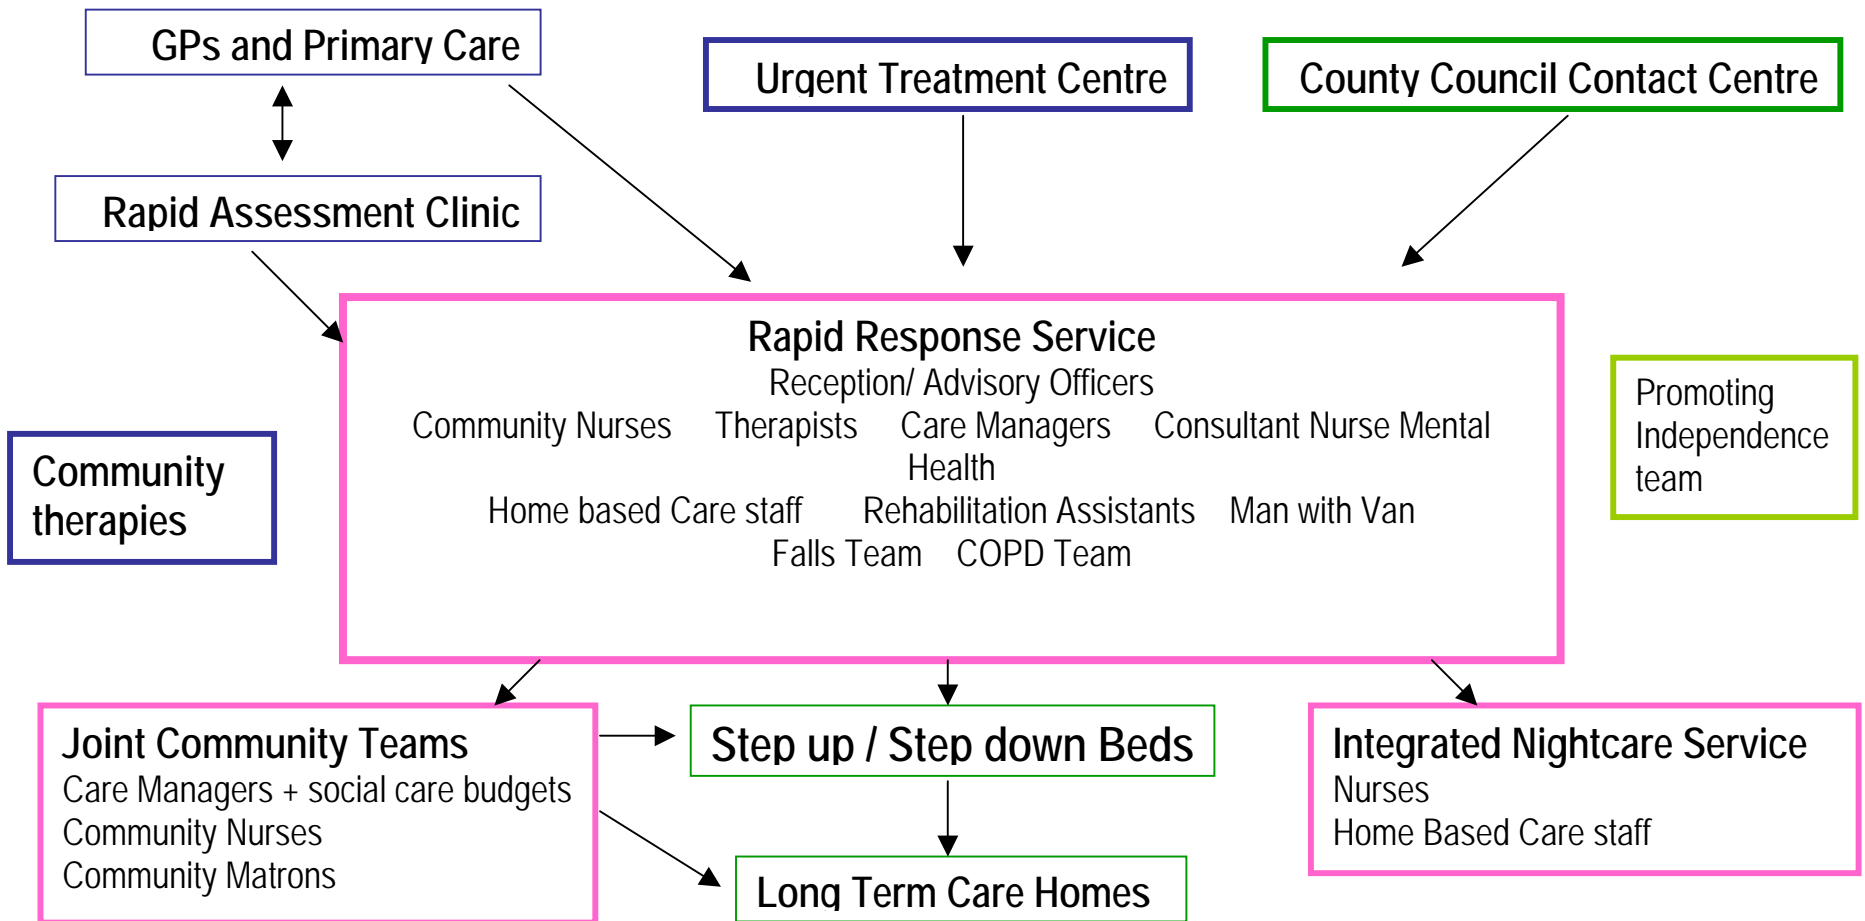 GPs and Primary Care
Urgent Treatment Centre
County Council Contact Centre
Rapid Assessment Clinic
Rapid Response Service
Reception/ Advisory Officers
Community Nurses Therapists Care Managers Consultant Nurse Mental
Health
Home based Care staff Rehabilitation Assistants Man with Van
Falls Team COPD Team
Community
therapies
Promoting
Independence
team
Joint Community Teams
Care Managers + social care budgets
Community Nurses
Community Matrons
Step up / Step down Beds
Long Term Care Homes
Integrated Nightcare Service
Nurses
Home Based Care staff